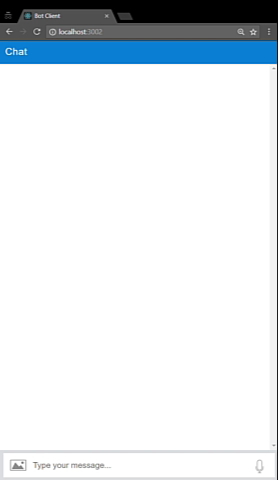 Bot Client
localhost:3002
Chat
Type your message...